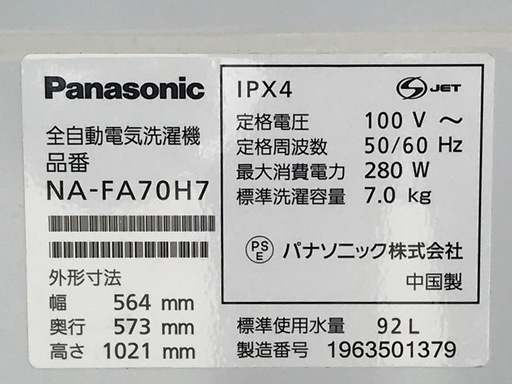 Panasonic
全自動電気洗濯機
品番
NA-FA70H7
外形寸法
幅 564 mm
奥行 573 mm
高さ 1021 mm
IPX4 S JET
定格電圧 100 V ～
定格周波数 50/60 Hz
最大消費電力 280 W
標準洗濯容量 7.0 kg
PS E パナソニック株式会社
中国製
標準使用水量 92 L
製造番号 1963501379